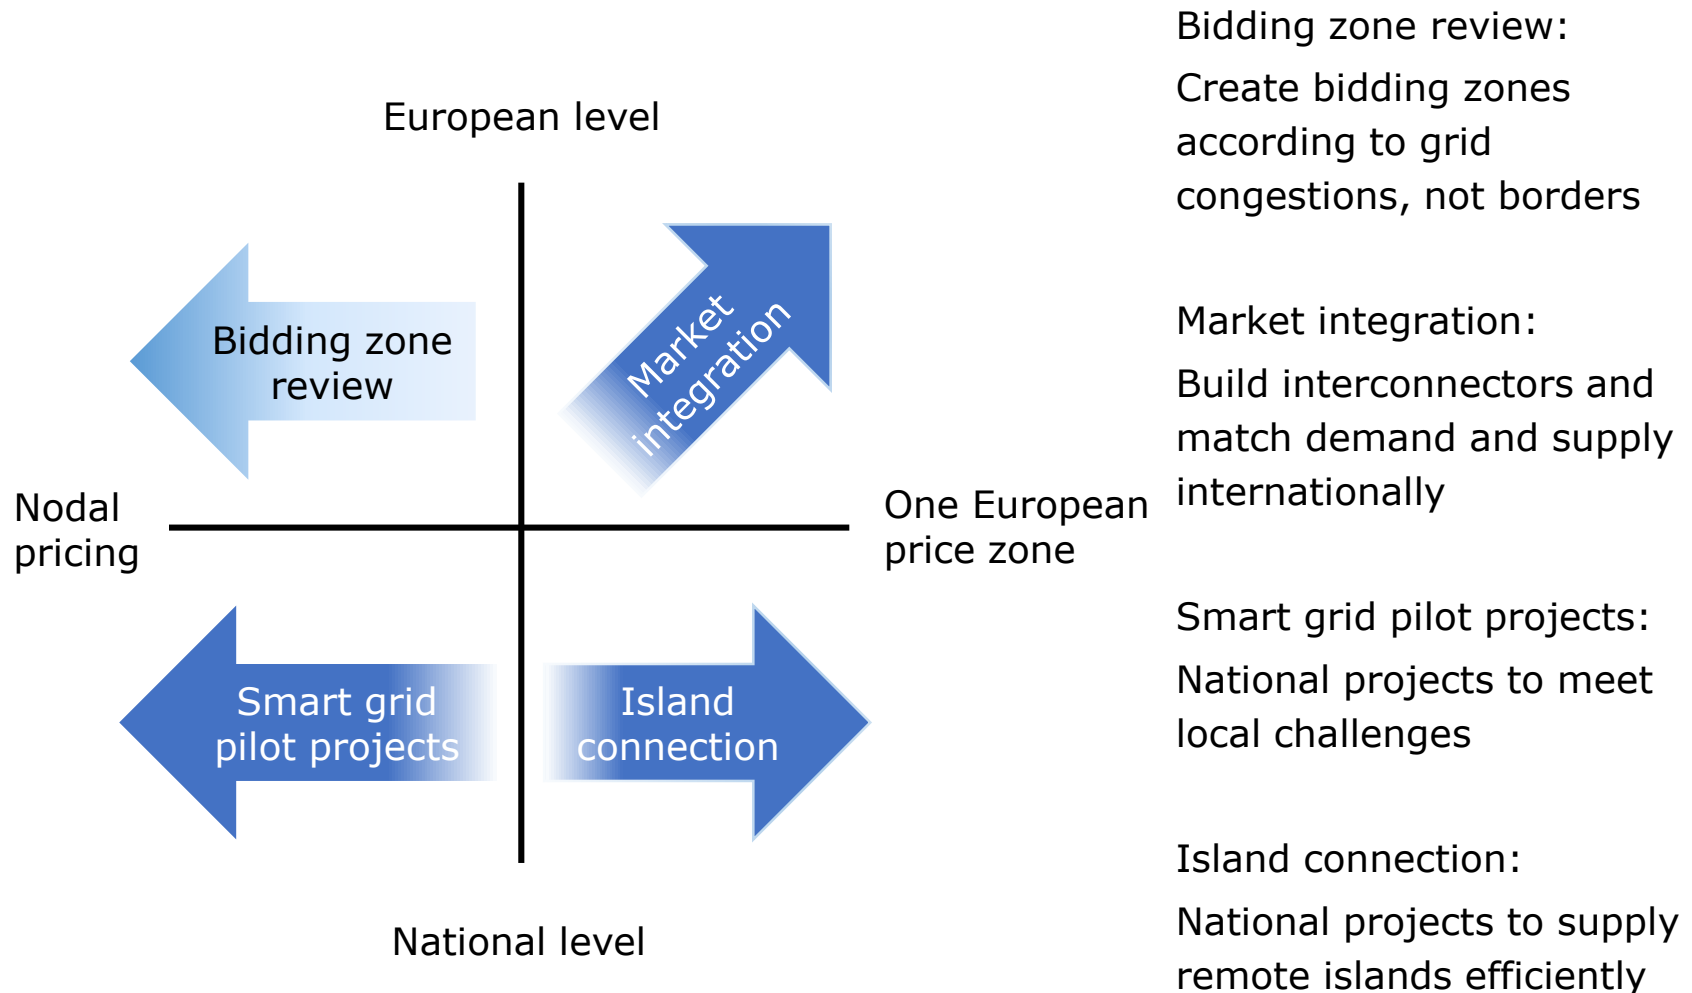 European level
Bidding zone
review
Market
integration
Nodal
pricing
One European
price zone
Smart grid
pilot projects
Island
connection
National level
Bidding zone review:
Create bidding zones
according to grid
congestions, not borders
Market integration:
Build interconnectors and
match demand and supply
internationally
Smart grid pilot projects:
National projects to meet
local challenges
Island connection:
National projects to supply
remote islands efficiently